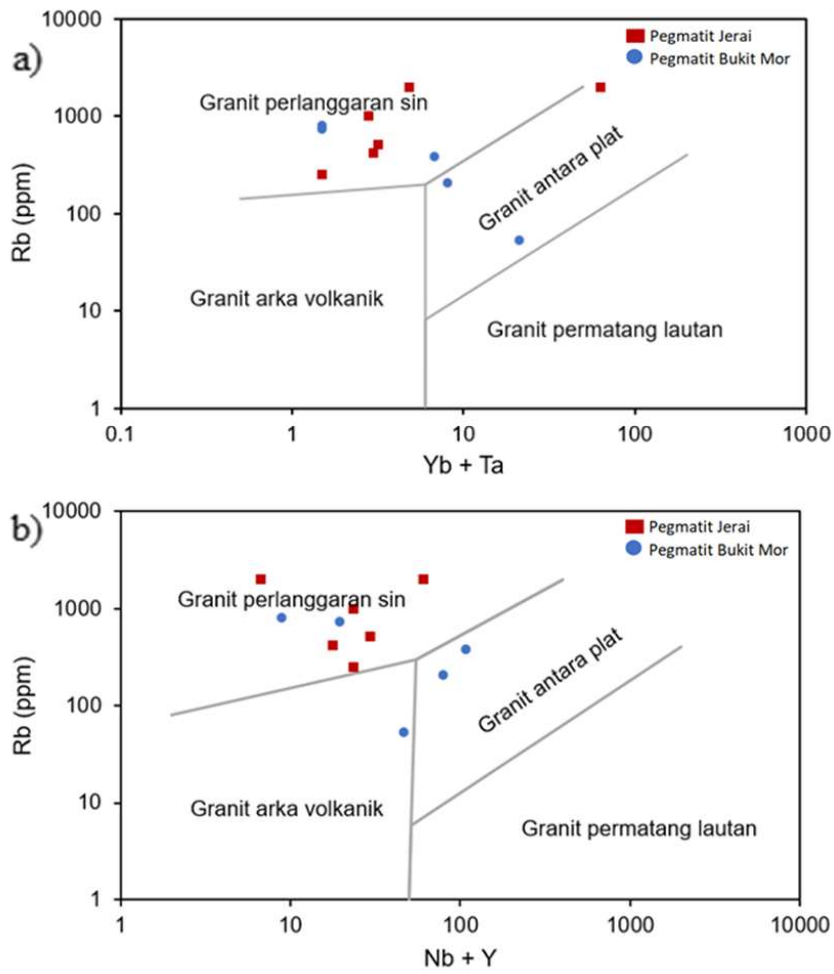 a)
10000
1000
100
10
1
Rb (ppm)
Pegmatit Jerai
Pegmatit Bukit Mor
Granit perlanggaran sin
Granit antara plat
Granit arka volkanik
Granit permatang lautan
0.1 1 10 100 1000
Yb + Ta
b)
10000
1000
100
10
1
Rb (ppm)
Pegmatit Jerai
Pegmatit Bukit Mor
Granit perlanggaran sin
Granit antara plat
Granit arka volkanik
Granit permatang lautan
1 10 100 1000 10000
Nb + Y